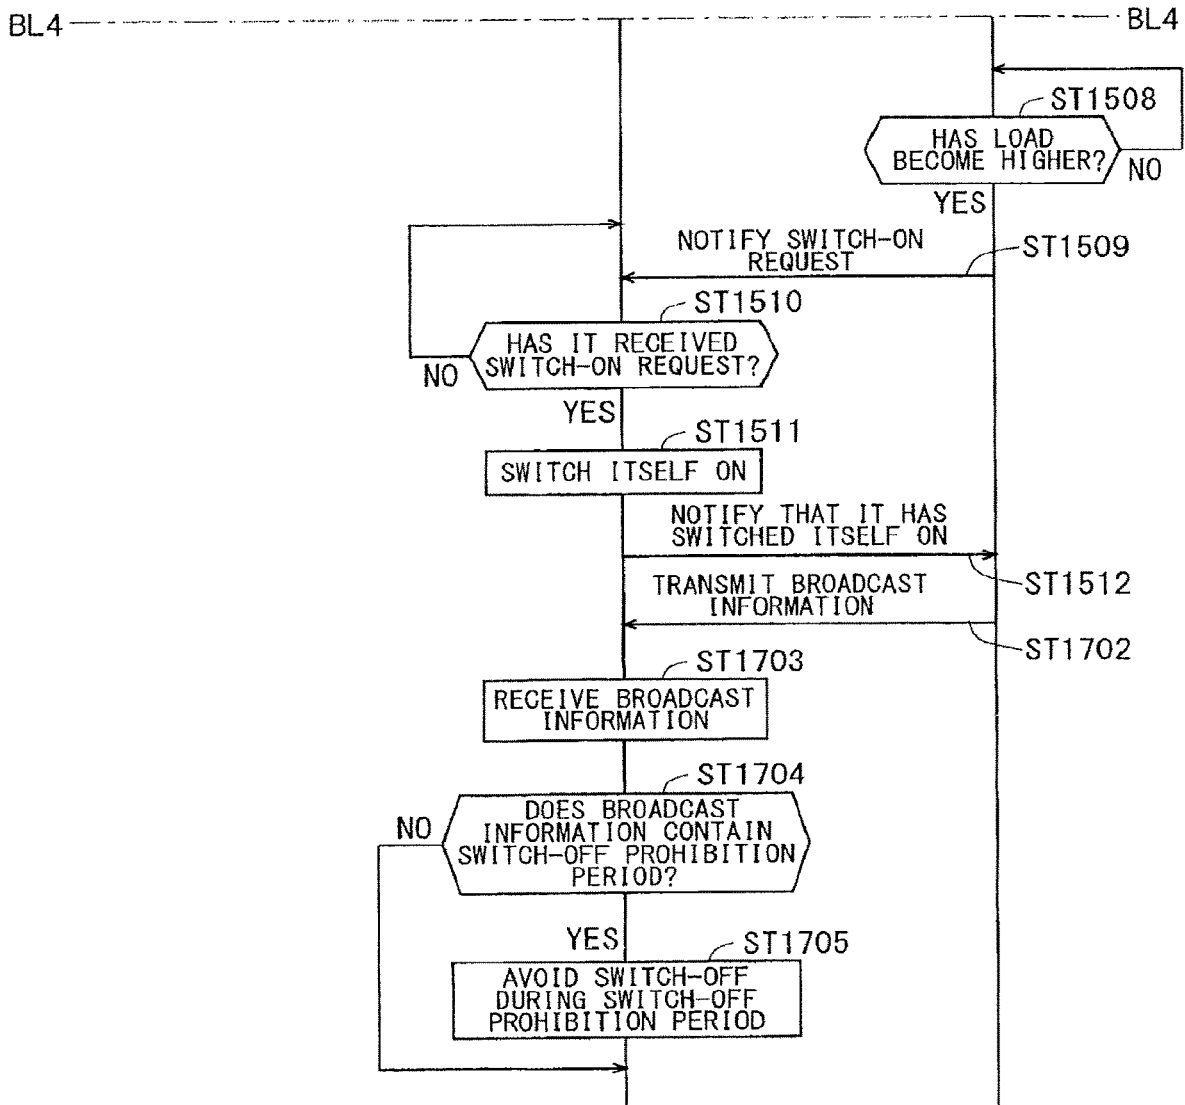 BL4
BL4
ST1508
HAS LOAD
BECOME HIGHER?
NO
YES
NOTIFY SWITCH-ON
REQUEST
ST1509
ST1510
HAS IT RECEIVED
SWITCH-ON REQUEST?
NO
YES
ST1511
SWITCH ITSELF ON
NOTIFY THAT IT HAS
SWITCHED ITSELF ON
ST1512
TRANSMIT BROADCAST
INFORMATION
ST1702
ST1703
RECEIVE BROADCAST
INFORMATION
ST1704
DOES BROADCAST
INFORMATION CONTAIN
SWITCH-OFF PROHIBITION
PERIOD?
NO
YES
ST1705
AVOID SWITCH-OFF
DURING SWITCH-OFF
PROHIBITION PERIOD